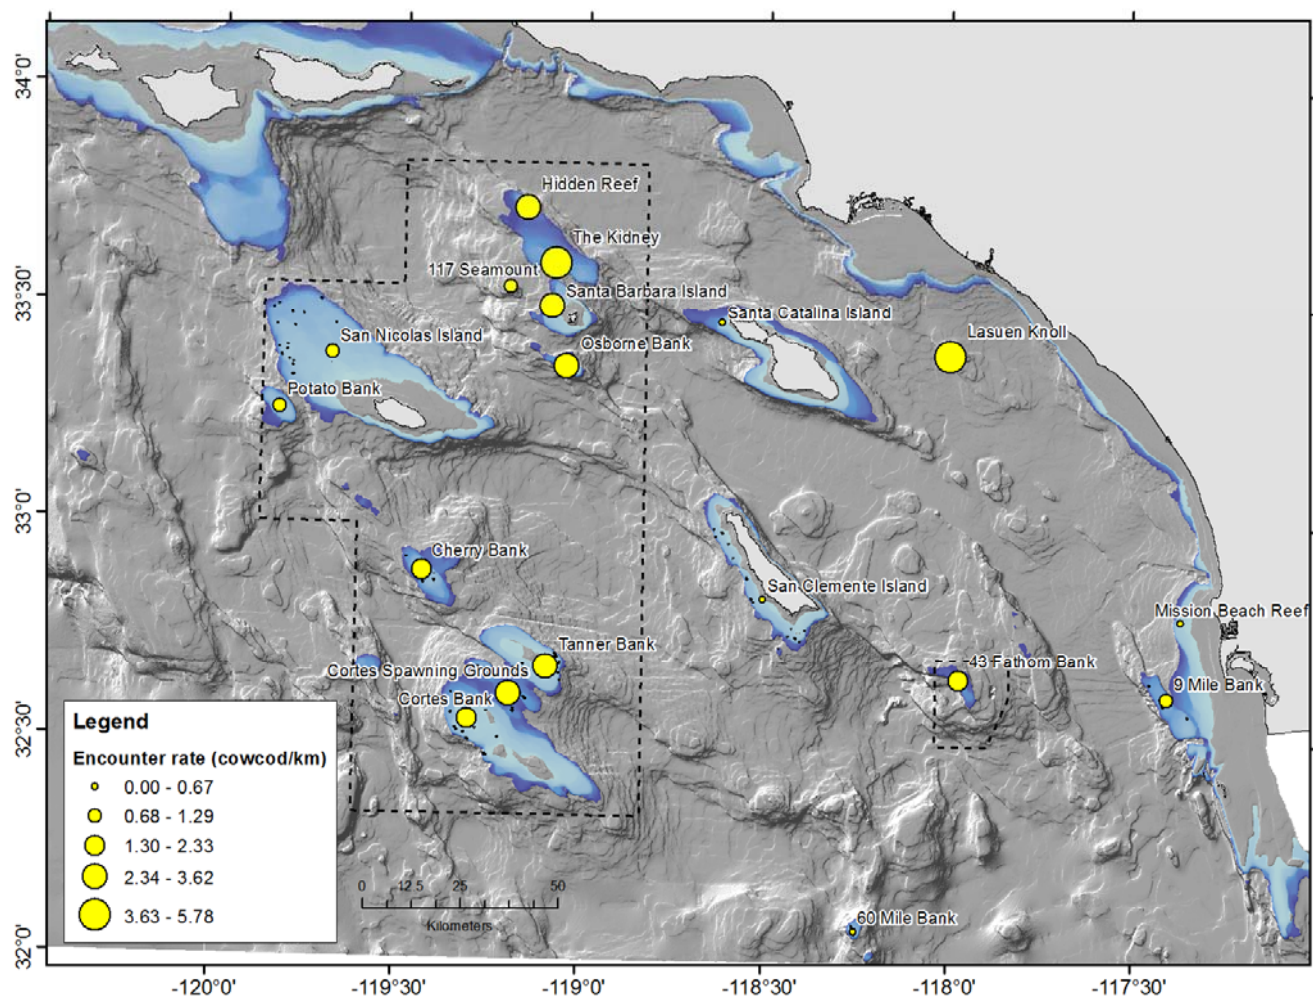 34°0'
33°30'
33°0'
32°30'
32°0'
Hidden Reef
The Kidney
117 Seamount
Santa Barbara Island
Santa Catalina Island
San Nicolas Island
Osborne Bank
Lasuen Knoll
Potato Bank
Cherry Bank
San Clemente Island
Mission Beach Reef
Tanner Bank
43 Fathom Bank
Cortes Spawning Grounds
9 Mile Bank
Cortes Bank
60 Mile Bank
Legend
Encounter rate (cowcod/km)
0.00 - 0.67
0.68 - 1.29
1.30 - 2.33
2.34 - 3.62
3.63 - 5.78
0 12.5 25 50
Kilometers
-120°0' -119°30' -119°0' -118°30' -118°0' -117°30'